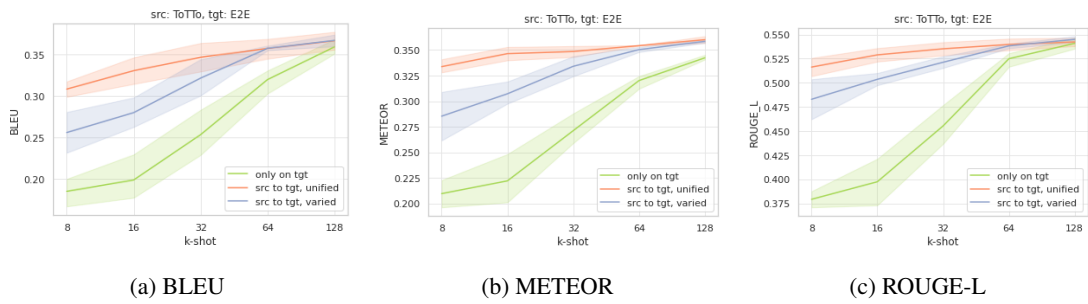 src: ToTTo, tgt: E2E
BLEU
0.35
0.30
0.25
0.20
8
16
32
64
128
k-shot
only on tgt
src to tgt, unified
src to tgt, varied
(a) BLEU
src: ToTTo, tgt: E2E
METEOR
0.350
0.325
0.300
0.275
0.250
0.225
0.200
8
16
32
64
128
k-shot
only on tgt
src to tgt, unified
src to tgt, varied
(b) METEOR
src: ToTTo, tgt: E2E
ROUGE_L
0.550
0.525
0.500
0.475
0.450
0.425
0.400
0.375
8
16
32
64
128
k-shot
only on tgt
src to tgt, unified
src to tgt, varied
(c) ROUGE-L